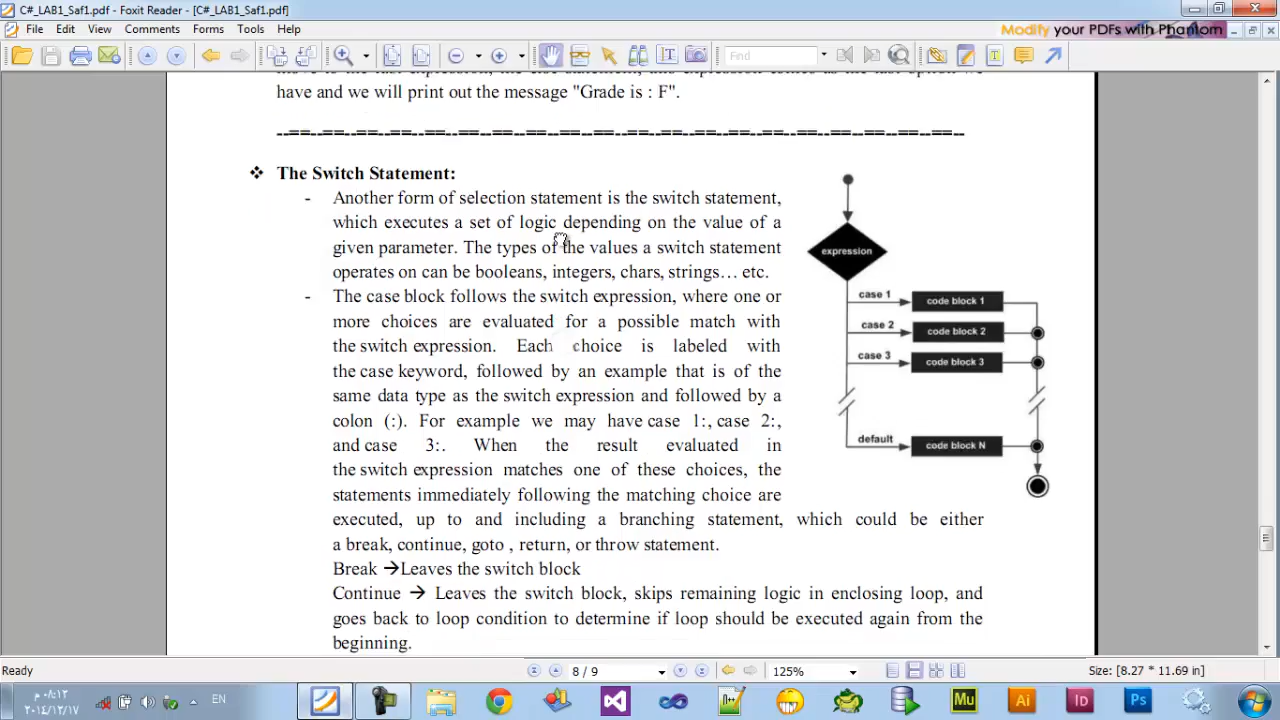 C#_LAB1_Saf1.pdf - Foxit Reader - [C#_LAB1_Saf1.pdf]
File Edit View Comments Forms Tools Help
Modify your PDFs with Phantom
Find
have and we will print out the message "Grade is : F".
--==--==--==--==--==--==--==--==--==--==--==--==--==--==--==--==--==--
❖ The Switch Statement:
- Another form of selection statement is the switch statement,
which executes a set of logic depending on the value of a
given parameter. The types of the values a switch statement
operates on can be booleans, integers, chars, strings… etc.
- The case block follows the switch expression, where one or
more choices are evaluated for a possible match with
the switch expression. Each choice is labeled with
the case keyword, followed by an example that is of the
same data type as the switch expression and followed by a
colon (:). For example we may have case 1:, case 2:,
and case 3:. When the result evaluated in
the switch expression matches one of these choices, the
statements immediately following the matching choice are
executed, up to and including a branching statement, which could be either
a break, continue, goto , return, or throw statement.
Break →Leaves the switch block
Continue → Leaves the switch block, skips remaining logic in enclosing loop, and
goes back to loop condition to determine if loop should be executed again from the
beginning.
expression
case 1 code block 1
case 2 code block 2
case 3 code block 3
default code block N
Ready
8 / 9
125%
Size: [8.27 * 11.69 in]
EN
٠٨:١٢ م
٢٠١٤/١٢/١٧
Mu
Ai
Id
Ps